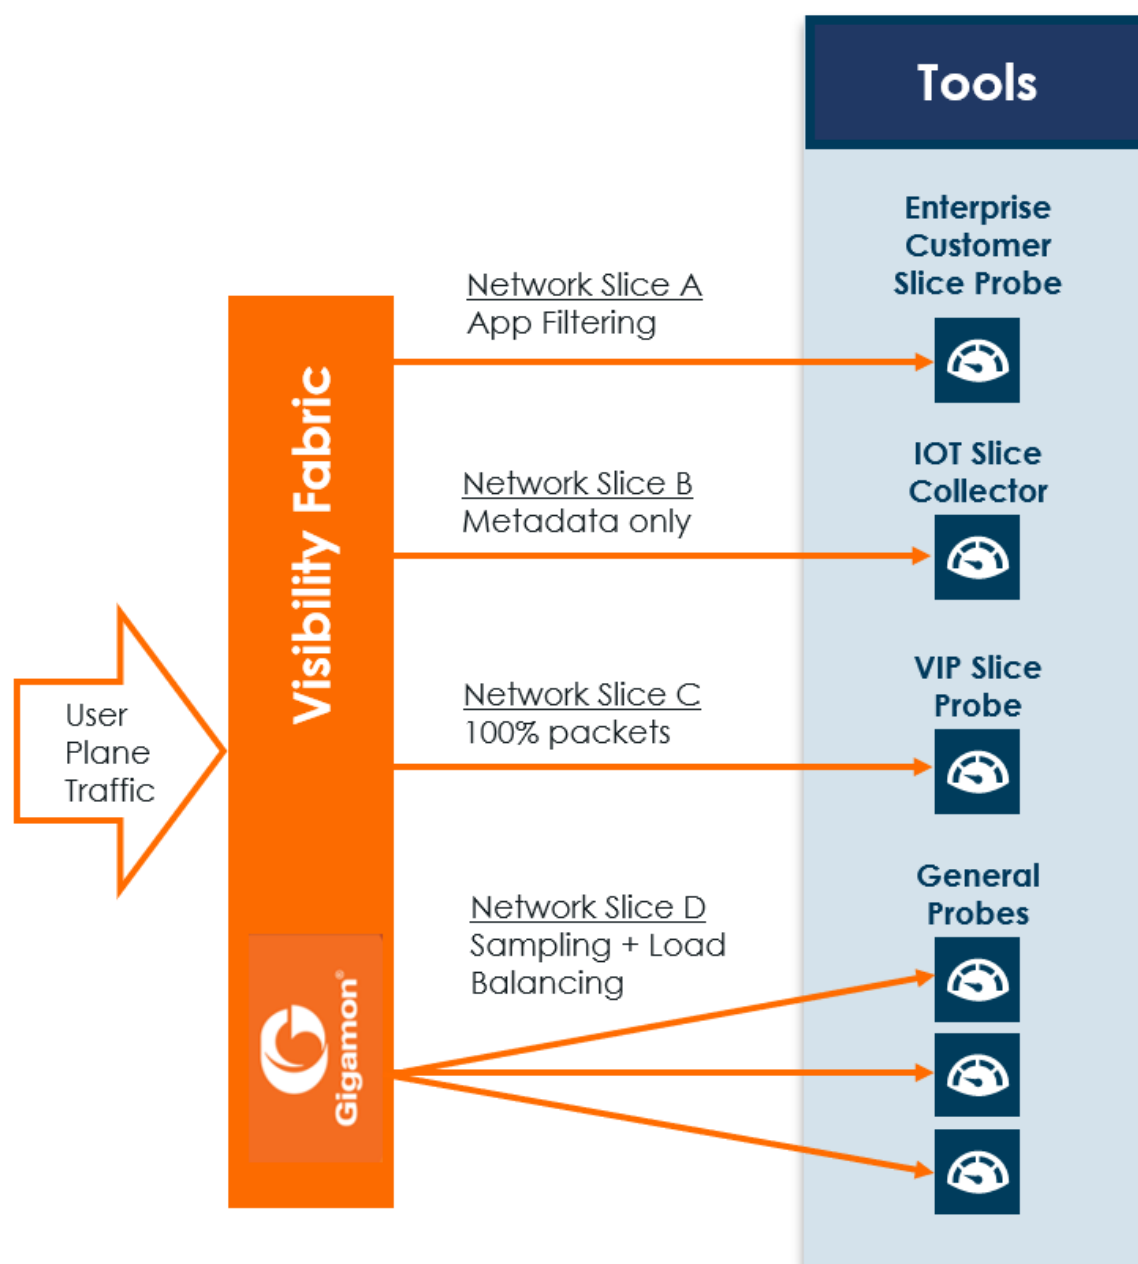 Tools
Enterprise
Customer
Slice Probe
Network Slice A
App Filtering
IOT Slice
Collector
Network Slice B
Metadata only
Visibility Fabric
VIP Slice
Probe
Network Slice C
100% packets
User
Plane
Traffic
General
Probes
Network Slice D
Sampling + Load
Balancing
Gigamon®